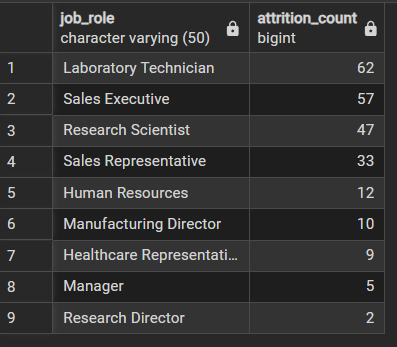 job_role attrition_count
character varying (50) bigint
1 Laboratory Technician 62
2 Sales Executive 57
3 Research Scientist 47
4 Sales Representative 33
5 Human Resources 12
6 Manufacturing Director 10
7 Healthcare Representati... 9
8 Manager 5
9 Research Director 2